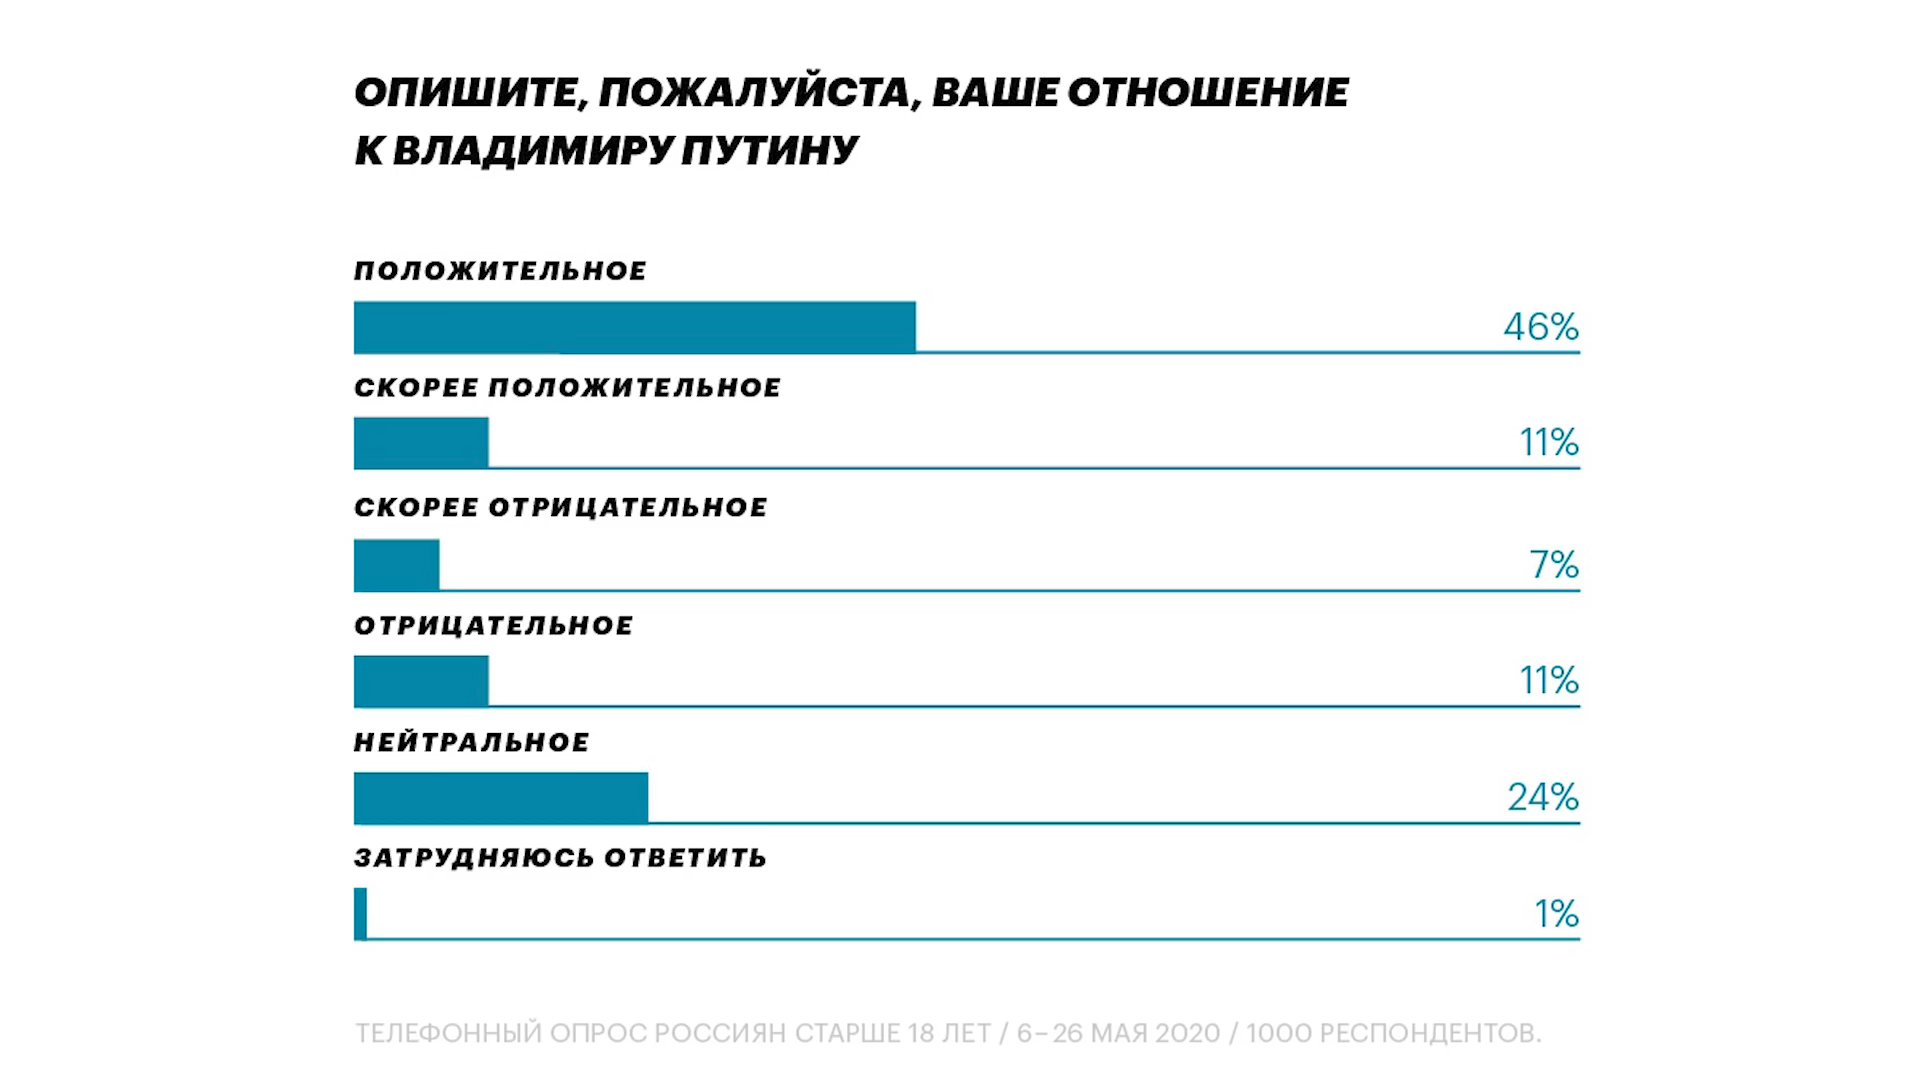 ОПИШИТЕ, ПОЖАЛУЙСТА, ВАШЕ ОТНОШЕНИЕ
К ВЛАДИМИРУ ПУТИНУ
ПОЛОЖИТЕЛЬНОЕ
46%
СКОРЕЕ ПОЛОЖИТЕЛЬНОЕ
11%
СКОРЕЕ ОТРИЦАТЕЛЬНОЕ
7%
ОТРИЦАТЕЛЬНОЕ
11%
НЕЙТРАЛЬНОЕ
24%
ЗАТРУДНЯЮСЬ ОТВЕТИТЬ
1%
ТЕЛЕФОННЫЙ ОПРОС РОССИЯН СТАРШЕ 18 ЛЕТ / 6–26 МАЯ 2020 / 1000 РЕСПОНДЕНТОВ.